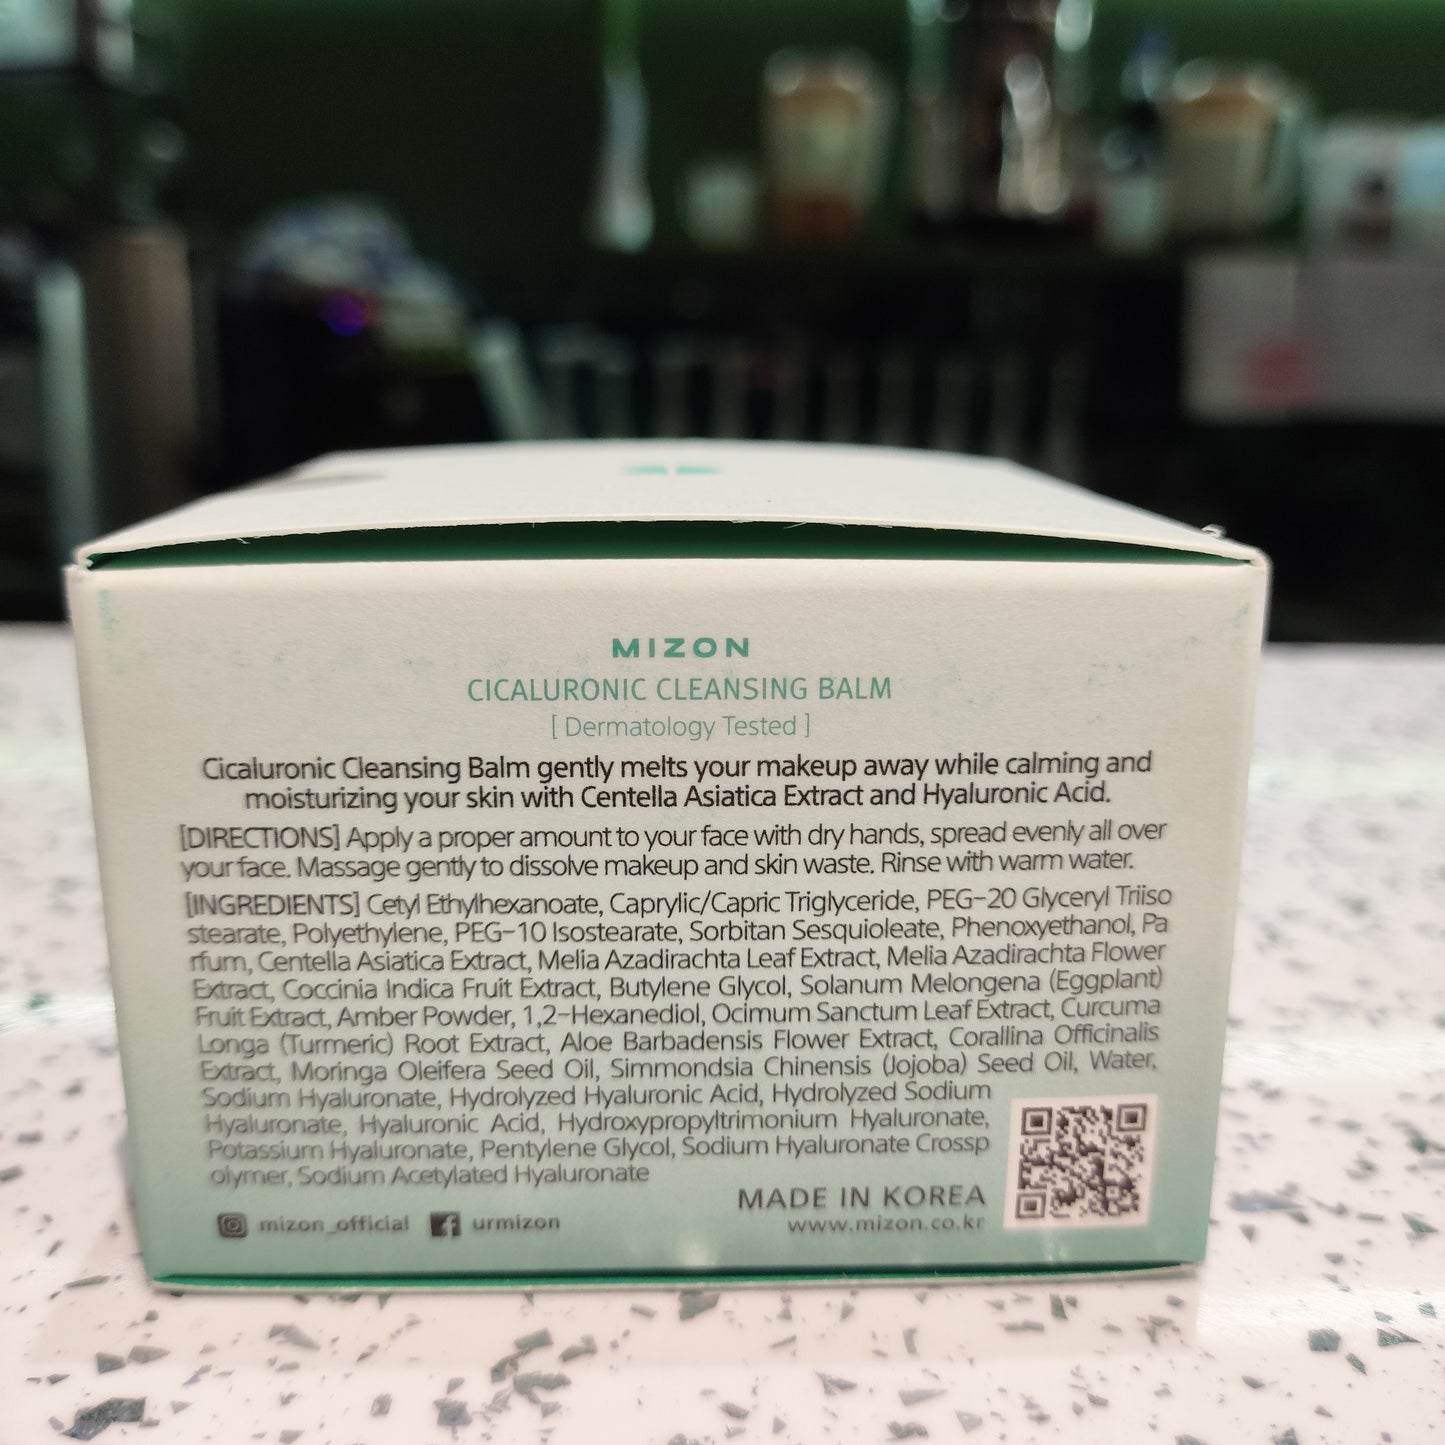 MIZON
CICALURONIC CLEANSING BALM
[ Dermatology Tested ]
Cicaluronic Cleansing Balm gently melts your makeup away while calming and
moisturizing your skin with Centella Asiatica Extract and Hyaluronic Acid.
[DIRECTIONS] Apply a proper amount to your face with dry hands, spread evenly all over
your face. Massage gently to dissolve makeup and skin waste. Rinse with warm water.
[INGREDIENTS] Cetyl Ethylhexanoate, Caprylic/Capric Triglyceride, PEG-20 Glyceryl Triiso
stearate, Polyethylene, PEG-10 Isostearate, Sorbitan Sesquioleate, Phenoxyethanol, Pa
rfum, Centella Asiatica Extract, Melia Azadirachta Leaf Extract, Melia Azadirachta Flower
Extract, Coccinia Indica Fruit Extract, Butylene Glycol, Solanum Melongena (Eggplant)
Fruit Extract, Amber Powder, 1,2-Hexanediol, Ocimum Sanctum Leaf Extract, Curcuma
Longa (Turmeric) Root Extract, Aloe Barbadensis Flower Extract, Corallina Officinalis
Extract, Moringa Oleifera Seed Oil, Simmondsia Chinensis (Jojoba) Seed Oil, Water,
Sodium Hyaluronate, Hydrolyzed Hyaluronic Acid, Hydrolyzed Sodium
Hyaluronate, Hyaluronic Acid, Hydroxypropyltrimonium Hyaluronate,
Potassium Hyaluronate, Pentylene Glycol, Sodium Hyaluronate Crossp
olymer, Sodium Acetylated Hyaluronate
MADE IN KOREA
mizon_official urmizon www.mizon.co.kr